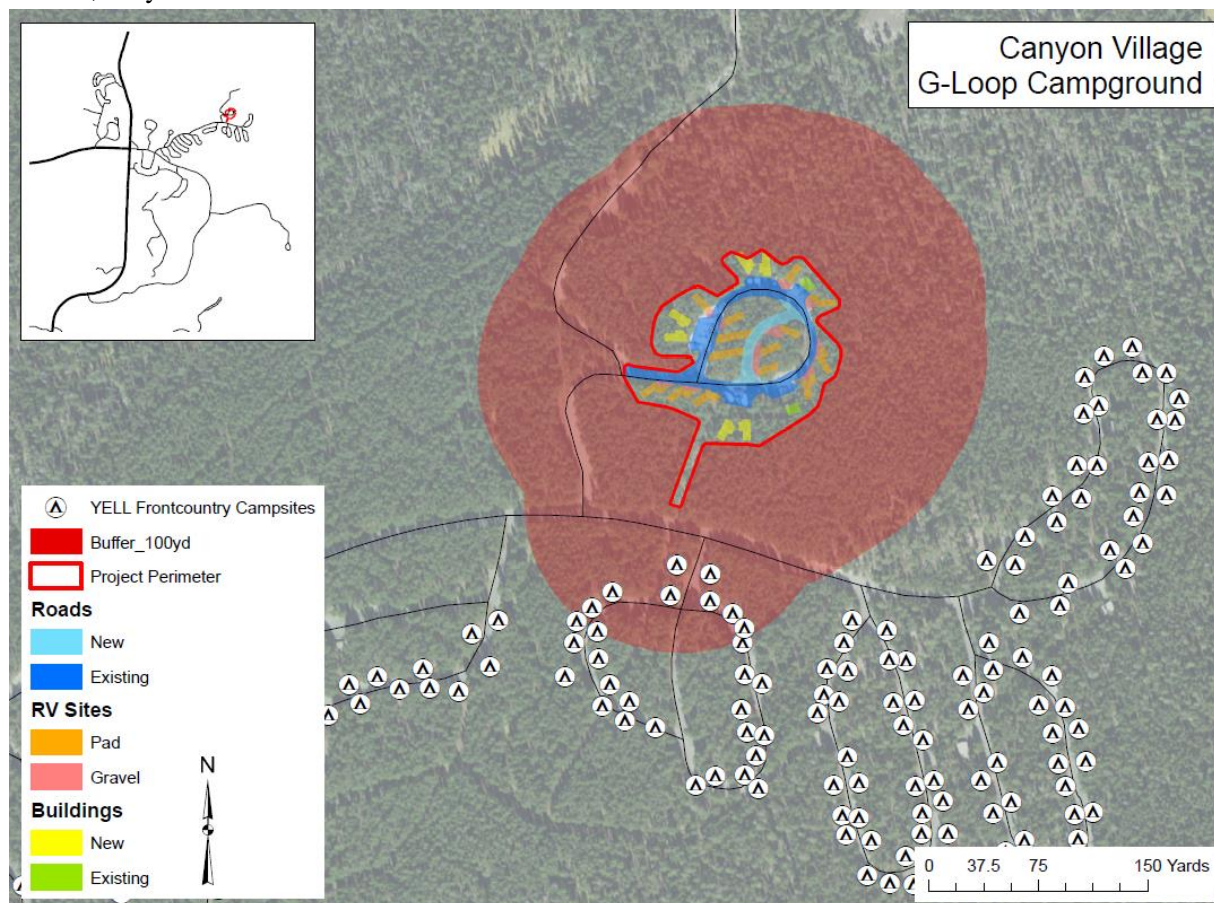 Canyon Village
G-Loop Campground
YELL Frontcountry Campsites
Buffer_100yd
Project Perimeter
Roads
New
Existing
RV Sites
Pad
Gravel
Buildings
New
Existing
N
0 37.5 75 150 Yards